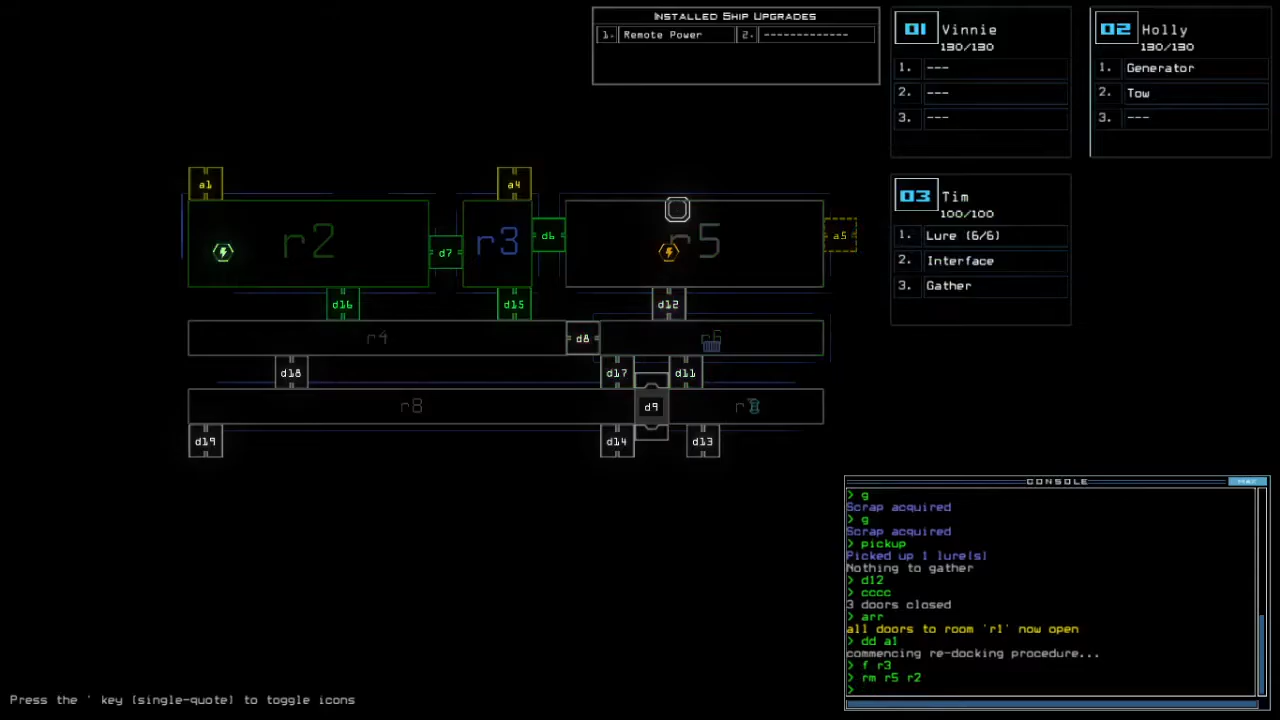 Installed Ship Upgrades
1. Remote Power 2. -------------
01 Vinnie
130/130
1. ---
2. ---
3. ---
02 Holly
130/130
1. Generator
2. Tow
3. ---
03 Tim
100/100
1. Lure (6/6)
2. Interface
3. Gather
a1
a4
r2
r3
r5
d7
d6
a5
d16
d15
d12
r4
d8
r6
d18
d17
d11
r8
d9
d19
d14
d13
CONSOLE
> g
Scrap acquired
> g
Scrap acquired
> pickup
Picked up 1 lure(s)
Nothing to gather
> d12
> cccc
3 doors closed
> arr
all doors to room 'r1' now open
> dd a1
commencing re-docking procedure...
> f r3
> rm r5 r2
>
Press the ' key (single-quote) to toggle icons